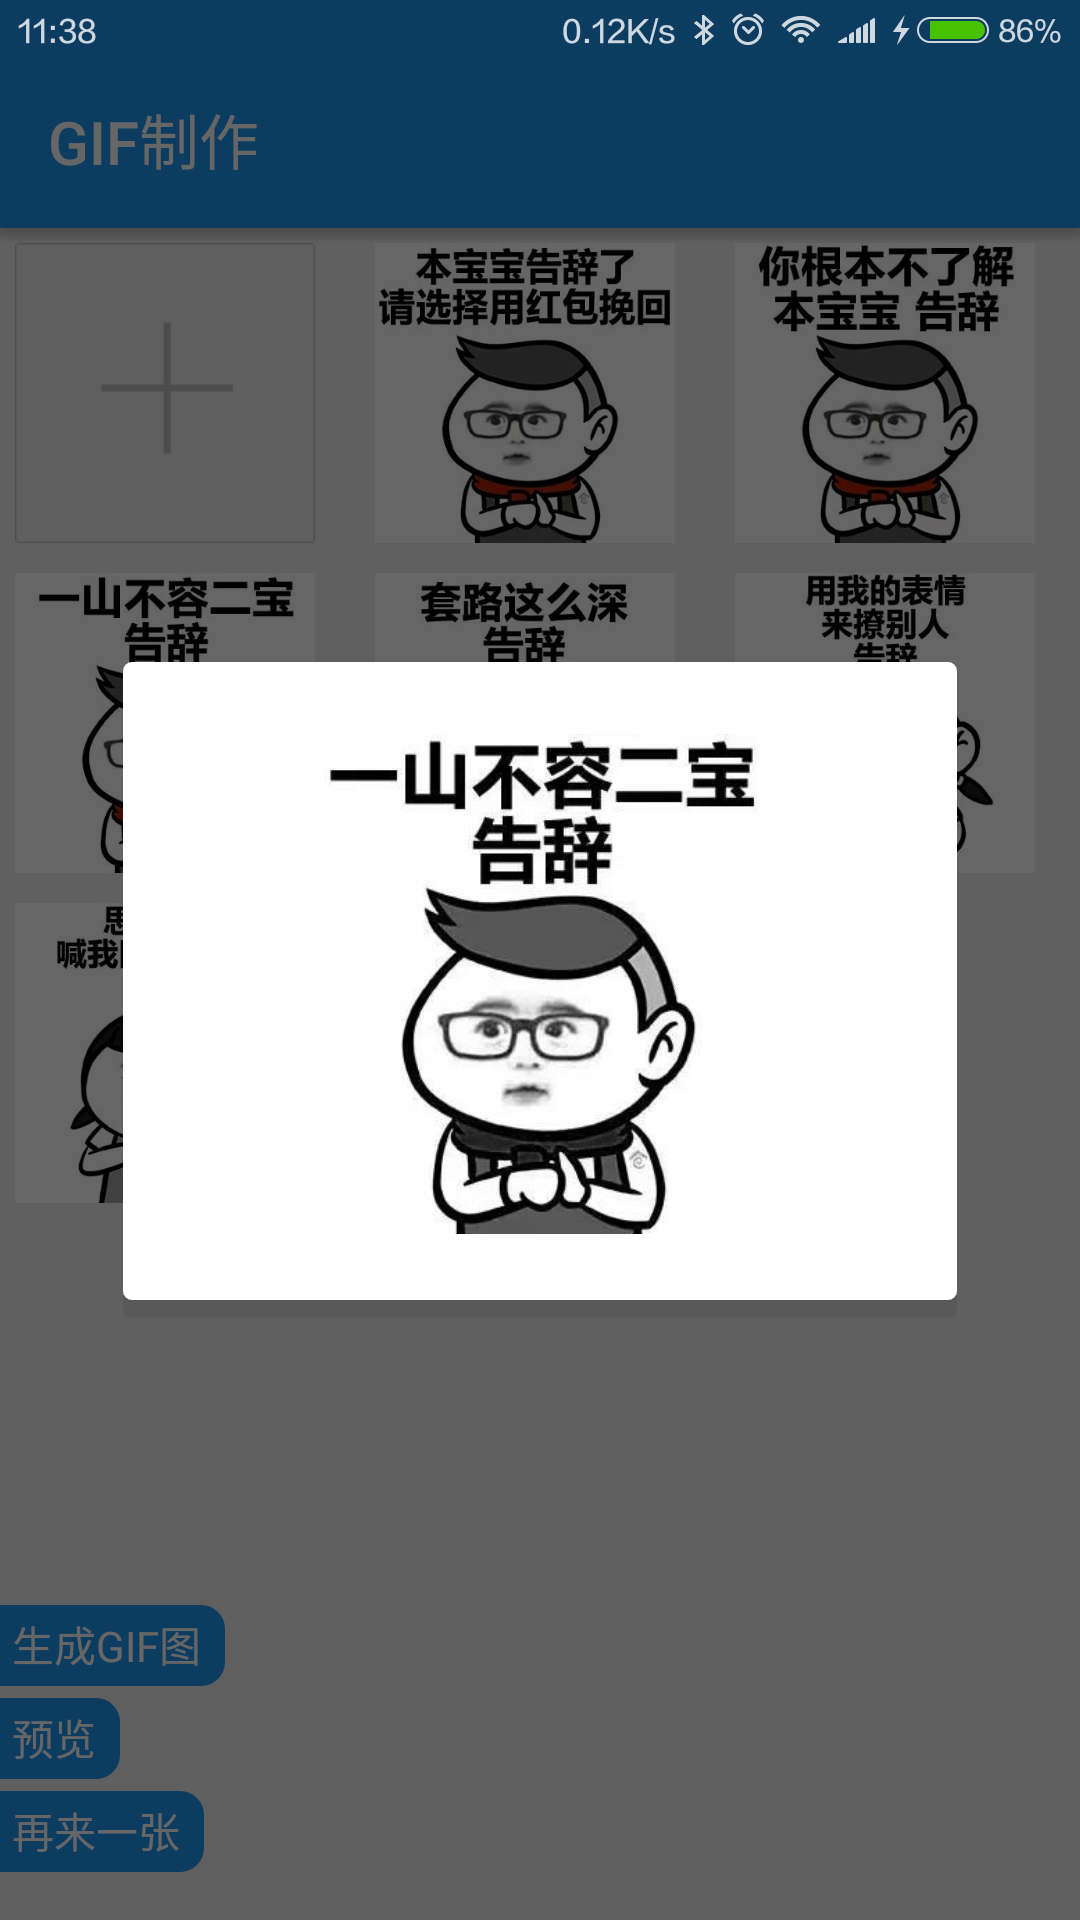 11:38
0.12K/s
86%
GIF制作
本宝宝告辞了
请选择用红包挽回
你根本不了解
本宝宝 告辞
一山不容二宝
告辞
套路这么深
告辞
用我的表情
来撩别人
告辞
喊我
一山不容二宝
告辞
生成GIF图
预览
再来一张